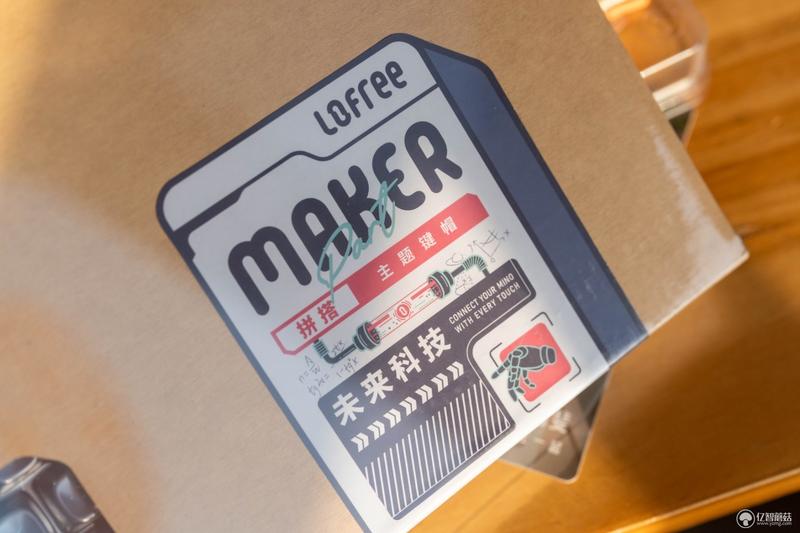 LOFree
MAKER
Part
拼搭 主题键帽
CONNECT YOUR MIND
WITH EVERY TOUCH
未来科技
亿智蘑菇